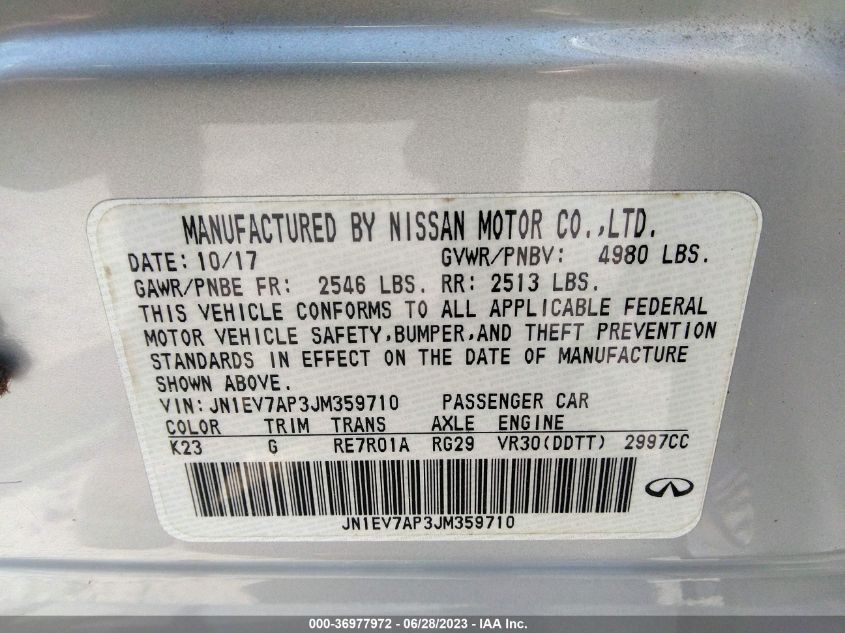 MANUFACTURED BY NISSAN MOTOR CO.,LTD.
DATE: 10/17 GVWR/PNBV: 4980 LBS.
GAWR/PNBE FR: 2546 LBS. RR: 2513 LBS.
THIS VEHICLE CONFORMS TO ALL APPLICABLE FEDERAL
MOTOR VEHICLE SAFETY,BUMPER,AND THEFT PREVENTION
STANDARDS IN EFFECT ON THE DATE OF MANUFACTURE
SHOWN ABOVE.
VIN:JN1EV7AP3JM359710 PASSENGER CAR
COLOR TRIM TRANS AXLE ENGINE
K23 G RE7R01A RG29 VR30(DDTT) 2997CC
JN1EV7AP3JM359710
000-36977972 / 06/28/2023 - IAA Inc.